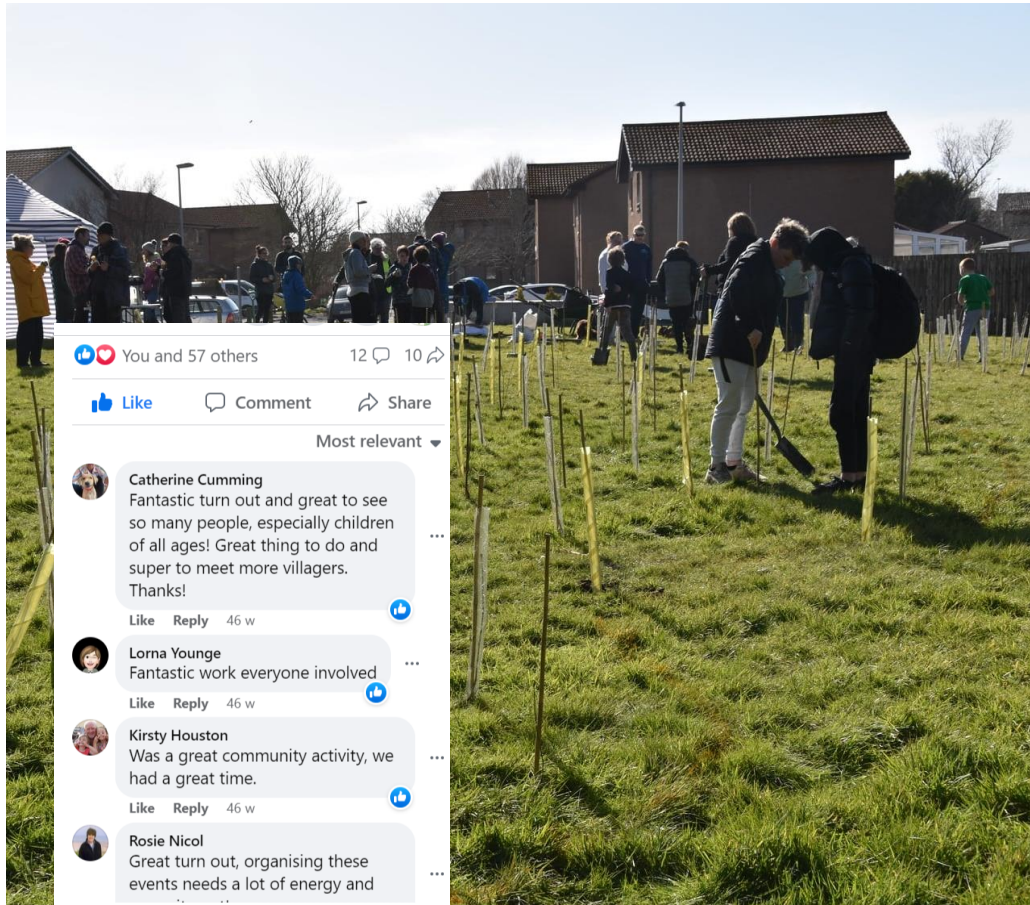 You and 57 others 12 10
Like Comment Share
Most relevant
Catherine Cumming
Fantastic turn out and great to see
so many people, especially children
of all ages! Great thing to do and
super to meet more villagers.
Thanks!
Like Reply 46 w
Lorna Younge
Fantastic work everyone involved
Like Reply 46 w
Kirsty Houston
Was a great community activity, we
had a great time.
Like Reply 46 w
Rosie Nicol
Great turn out, organising these
events needs a lot of energy and